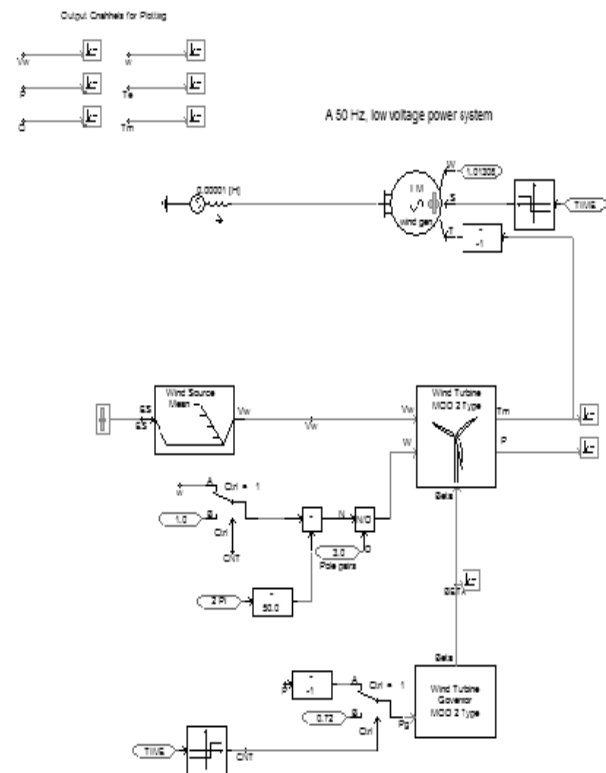 Output Channels for Plotting
Vw
w
P
Te
Q
Tm
A 50 Hz, low voltage power system
0.00001 [H]
I M
wind gen
W
1.01305
S
TIME
T
*
-1
Wind Source
Mean
ES
ES
Vw
Vw
Vw
W
Wind Turbine
MOD 2 Type
Tm
P
Beta
w
A
Ctrl = 1
1.0
B
Ctrl
CNT
*
N
N/D
D
3.0
Pole pairs
2 Pi
*
50.0
BETA
Beta
Wind Turbine
Governor
MOD 2 Type
Pg
P
*
-1
A
Ctrl = 1
0.72
B
Ctrl
TIME
CNT